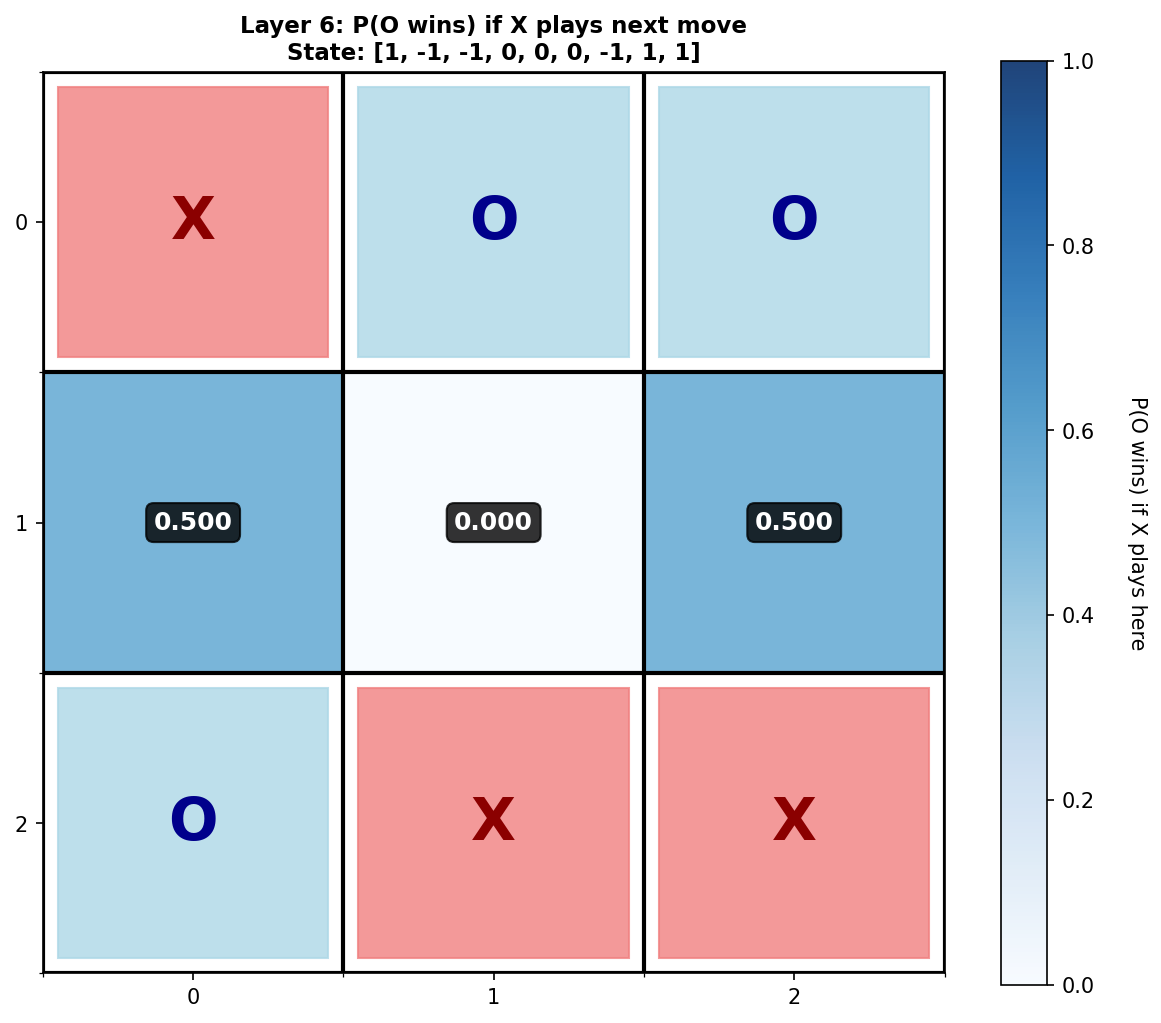 Layer 6: P(O wins) if X plays next move
State: [1, -1, -1, 0, 0, 0, -1, 1, 1]
1.0
0.8
0.6
0.4
0.2
0.0
P(O wins) if X plays here
0
X
O
O
1
0.500
0.000
0.500
2
O
X
X
0
1
2